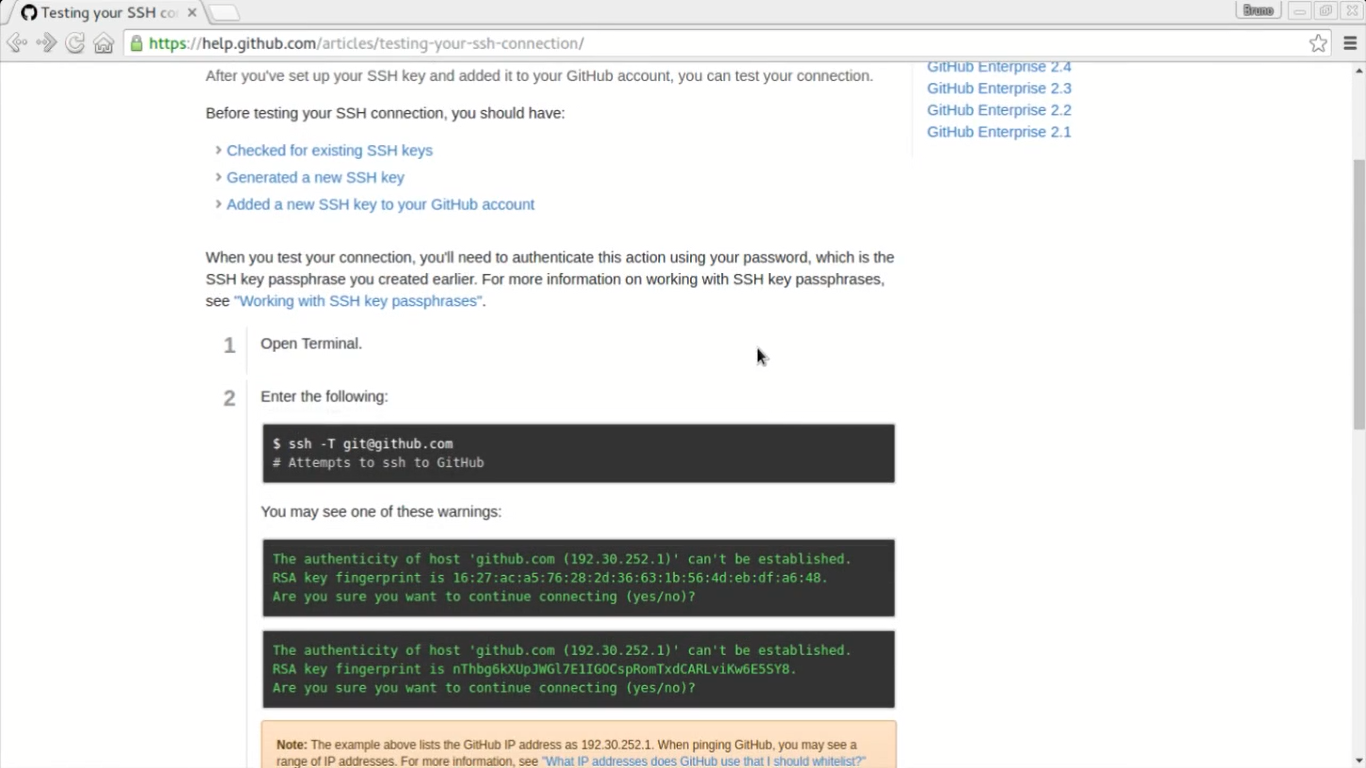 Testing your SSH co
Bruno
https://help.github.com/articles/testing-your-ssh-connection/
After you've set up your SSH key and added it to your GitHub account, you can test your connection.
Before testing your SSH connection, you should have:
Checked for existing SSH keys
Generated a new SSH key
Added a new SSH key to your GitHub account
When you test your connection, you'll need to authenticate this action using your password, which is the
SSH key passphrase you created earlier. For more information on working with SSH key passphrases,
see "Working with SSH key passphrases".
1 Open Terminal.
2 Enter the following:
$ ssh -T git@github.com
# Attempts to ssh to GitHub
You may see one of these warnings:
The authenticity of host 'github.com (192.30.252.1)' can't be established.
RSA key fingerprint is 16:27:ac:a5:76:28:2d:36:63:1b:56:4d:eb:df:a6:48.
Are you sure you want to continue connecting (yes/no)?
The authenticity of host 'github.com (192.30.252.1)' can't be established.
RSA key fingerprint is nThbg6kXUpJWGl7E1IGOCspRomTxdCARLviKw6E5SY8.
Are you sure you want to continue connecting (yes/no)?
Note: The example above lists the GitHub IP address as 192.30.252.1. When pinging GitHub, you may see a
range of IP addresses. For more information, see "What IP addresses does GitHub use that I should whitelist?"
GitHub Enterprise 2.4
GitHub Enterprise 2.3
GitHub Enterprise 2.2
GitHub Enterprise 2.1